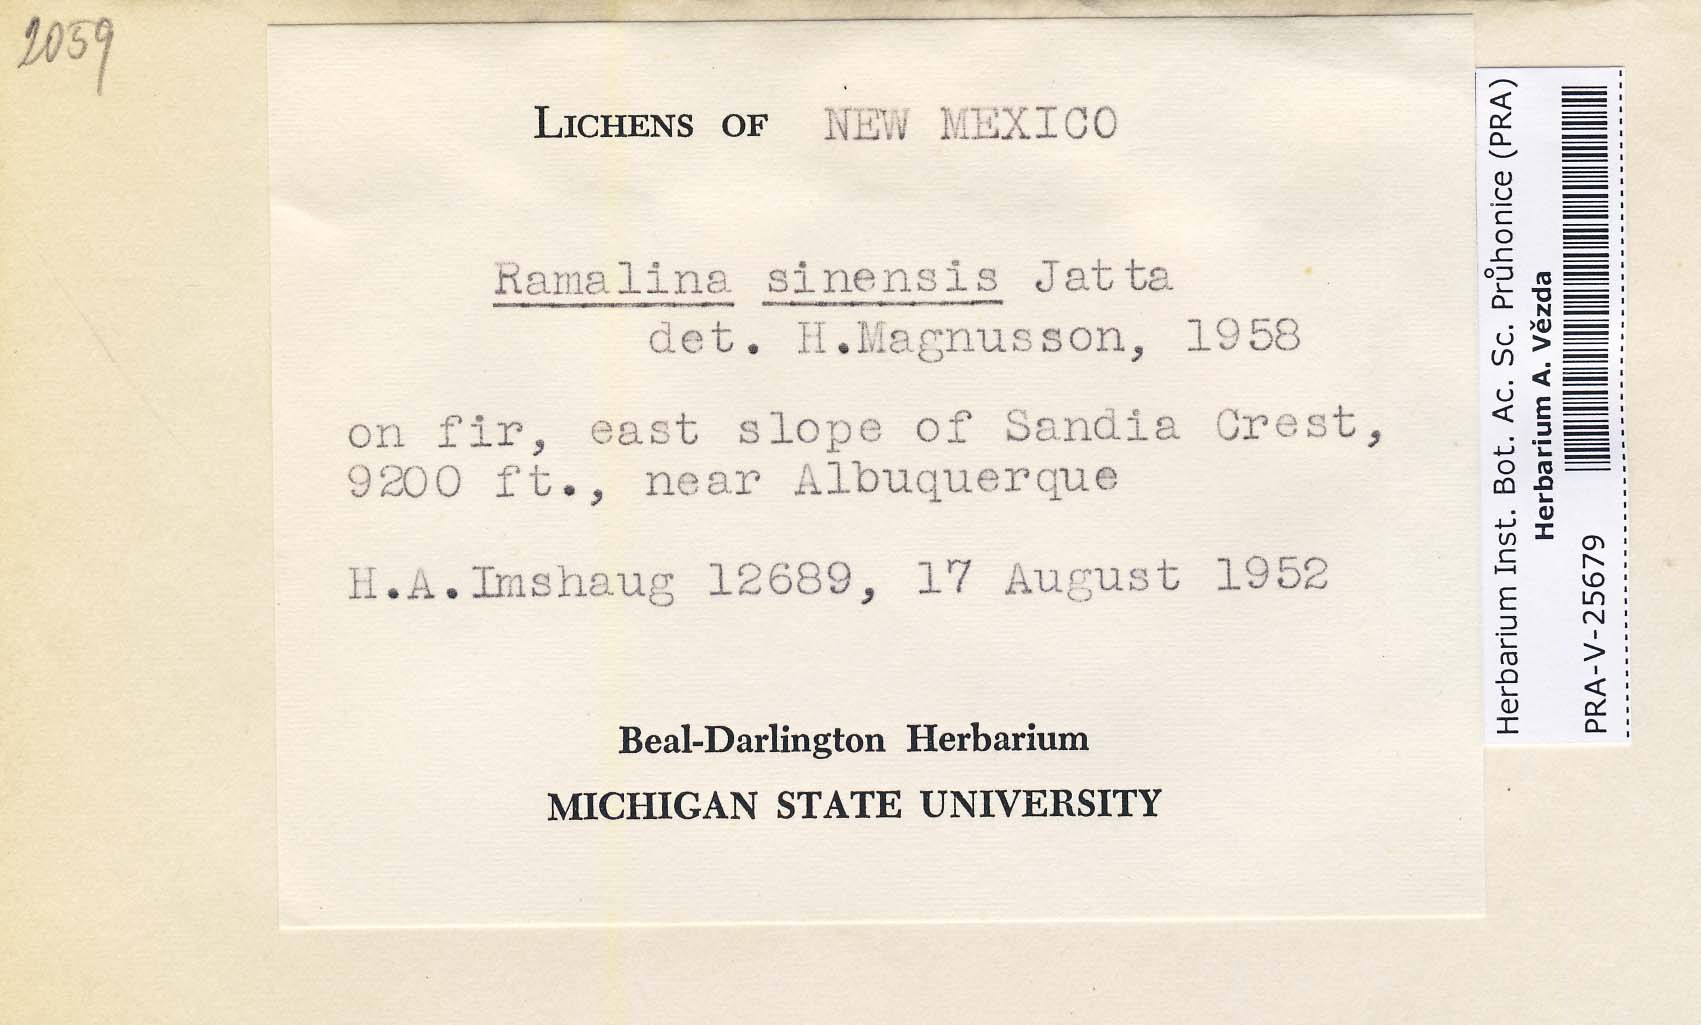 2059
LICHENS OF NEW MEXICO
Ramalina sinensis Jatta
det. H.Magnusson, 1958
on fir, east slope of Sandia Crest,
9200 ft., near Albuquerque
H.A.Imshaug 12689, 17 August 1952
Beal-Darlington Herbarium
MICHIGAN STATE UNIVERSITY
Herbarium Inst. Bot. Ac. Sc. Průhonice (PRA)
Herbarium A. Vězda
PRA-V-25679